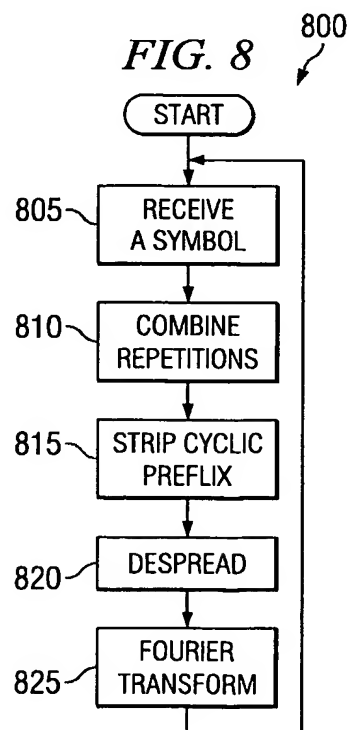 FIG. 8
800
START
805
RECEIVE
A SYMBOL
810
COMBINE
REPETITIONS
815
STRIP CYCLIC
PREFLIX
820
DESPREAD
825
FOURIER
TRANSFORM